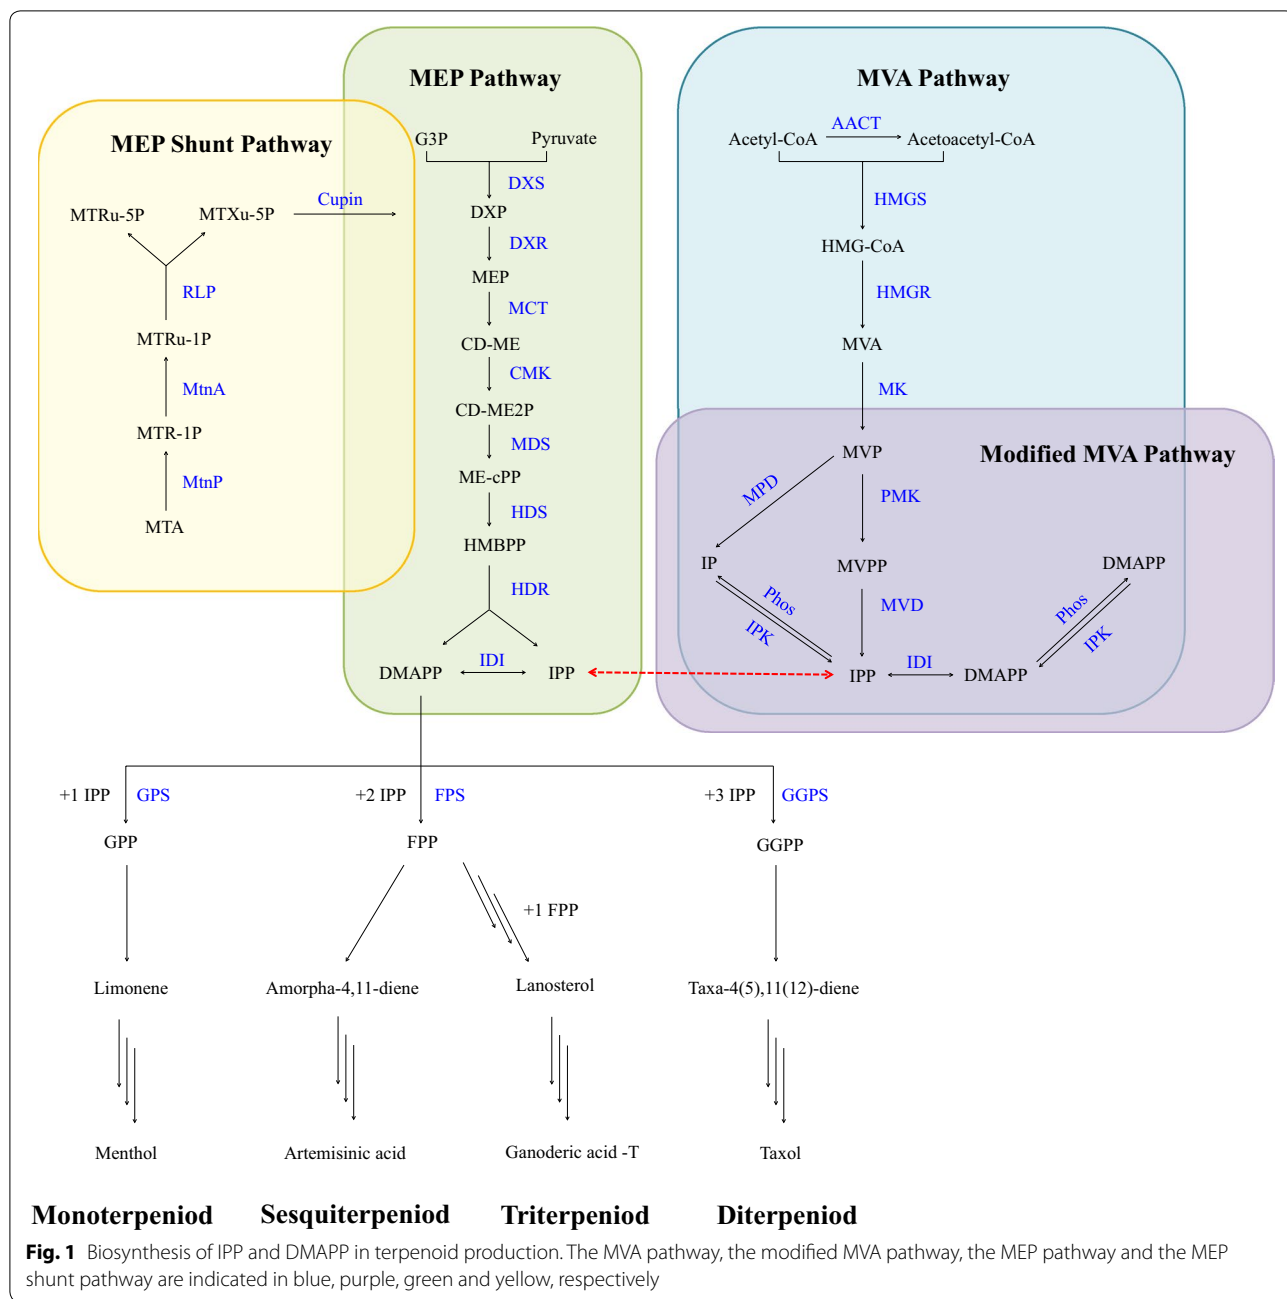 MEP Pathway
MVA Pathway
MEP Shunt Pathway
G3P
Pyruvate
Acetyl-CoA
AACT
Acetoacetyl-CoA
DXS
HMGS
MTRu-5P
MTXu-5P
Cupin
DXP
DXR
HMG-CoA
RLP
MEP
HMGR
MCT
MTRu-1P
CD-ME
MVA
MtnA
CMK
MK
CD-ME2P
MTR-1P
MDS
MVP
Modified MVA Pathway
MtnP
ME-cPP
MPD
PMK
MTA
HDS
HMBPP
IP
MVPP
DMAPP
HDR
Phos
IPK
MVD
Phos
IPK
DMAPP
IDI
IPP
IPP
IDI
DMAPP
+1 IPP
GPS
+2 IPP
FPS
+3 IPP
GGPS
GPP
FPP
GGPP
+1 FPP
Limonene
Amorpha-4,11-diene
Lanosterol
Taxa-4(5),11(12)-diene
Menthol
Artemisinic acid
Ganoderic acid -T
Taxol
Monoterpeniod
Sesquiterpeniod
Triterpeniod
Diterpeniod
Fig. 1 Biosynthesis of IPP and DMAPP in terpenoid production. The MVA pathway, the modified MVA pathway, the MEP pathway and the MEP
shunt pathway are indicated in blue, purple, green and yellow, respectively